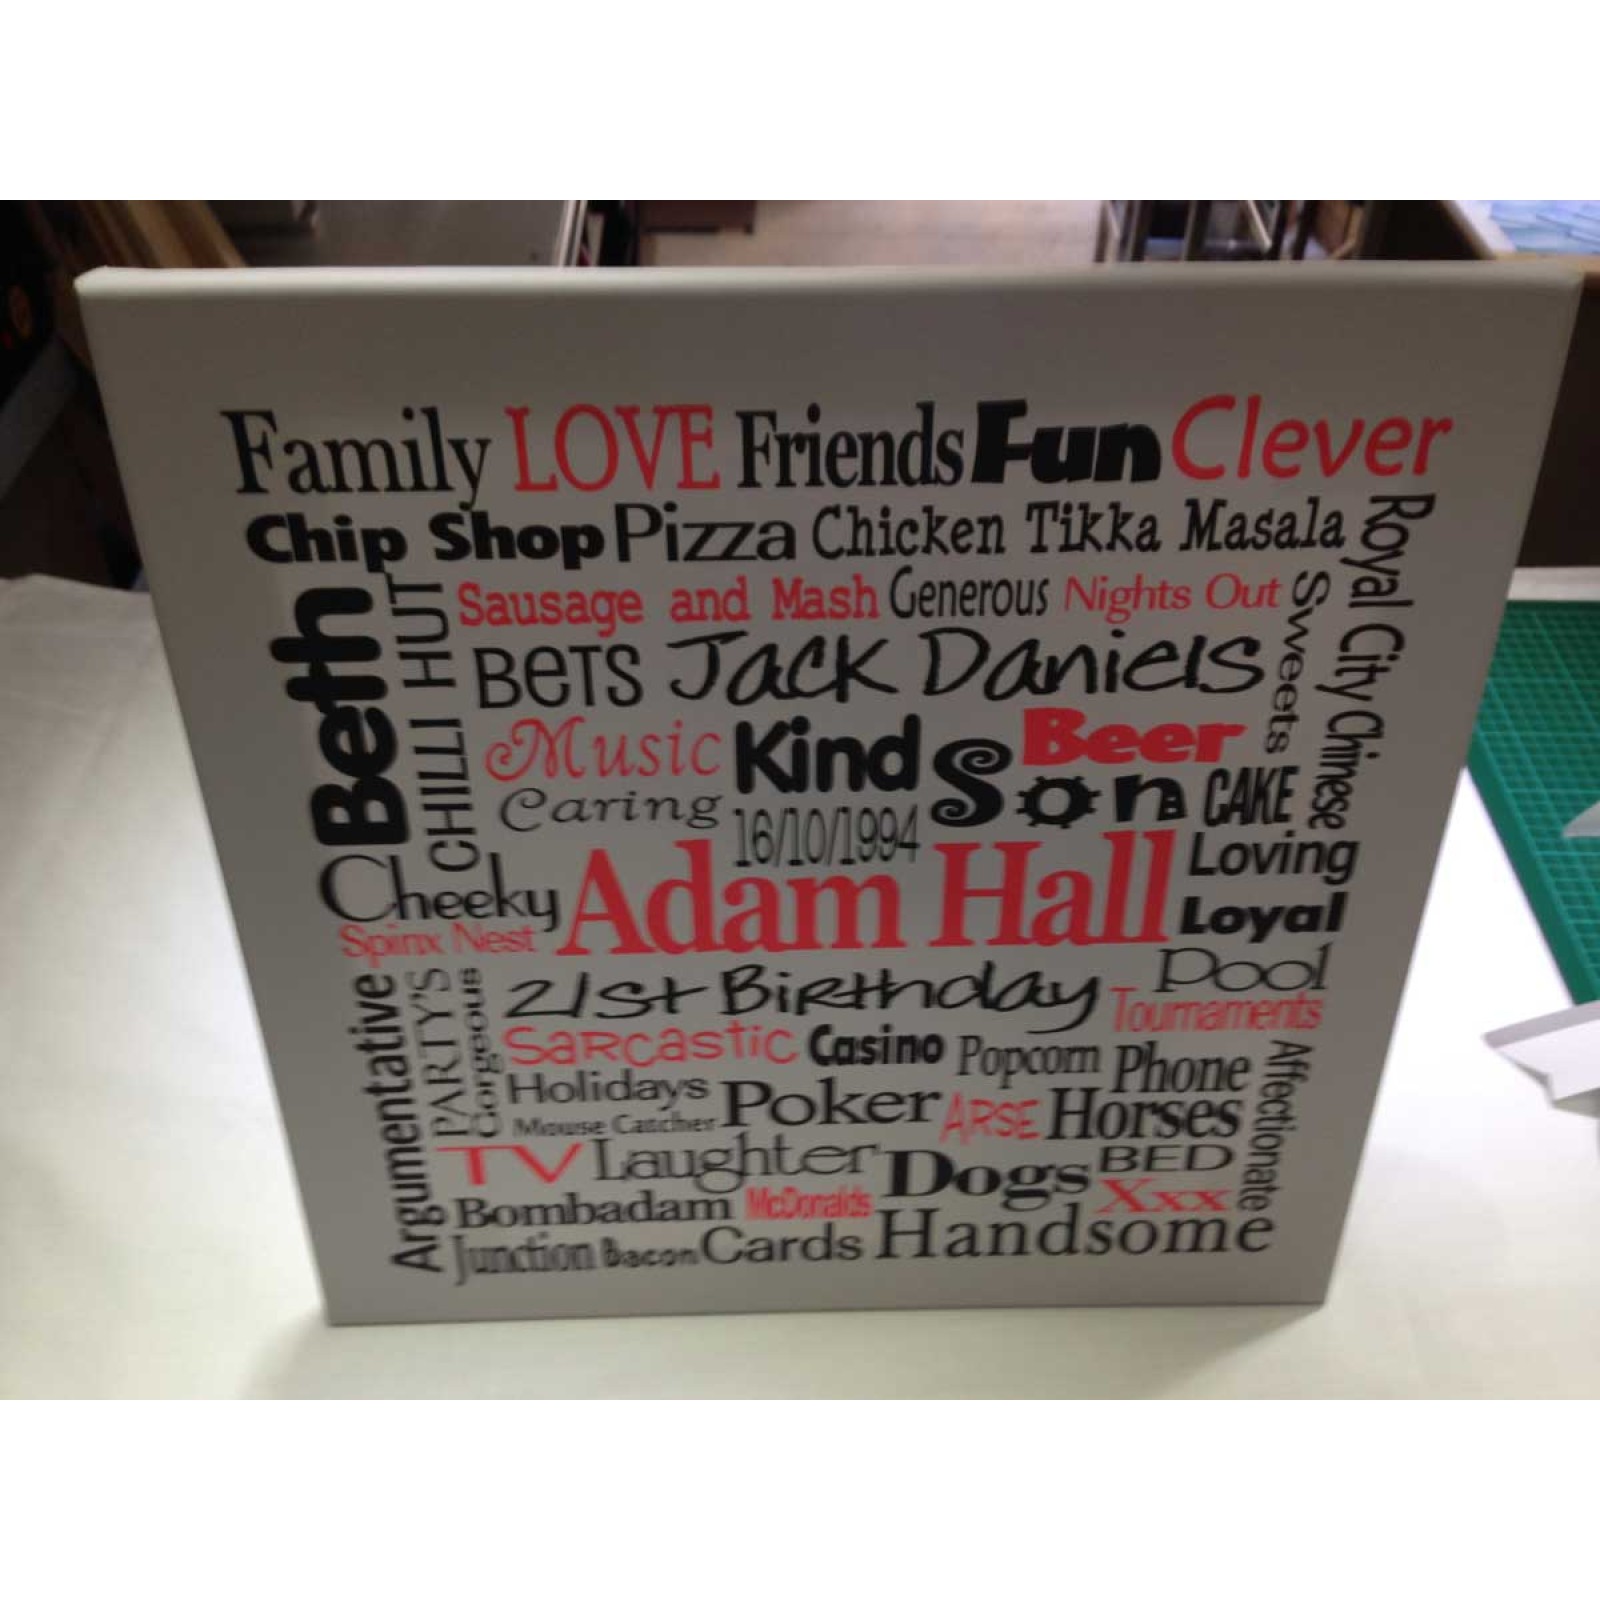 Family LOVE Friends Fun Clever
Chip Shop Pizza Chicken Tikka Masala
Royal City Chinese
Beth
CHILLI HUT
Sausage and Mash Generous Nights Out
Sweets
BETS Jack Daniels
Music Kind Beer
Son
Caring
CAKE
16/10/1994
Cheeky Adam Hall Loving
Loyal
Spinx Nest
21st Birthday Pool
Tournaments
Argumentative
PARTY'S
Gorgeous
Sarcastic Casino Popcorn Phone
Affectionate
Holidays Poker ARSE Horses
Mouse Catcher
TV Laughter Dogs BED
Xxx
Bombadam McDonalds
Junction Bacon Cards Handsome